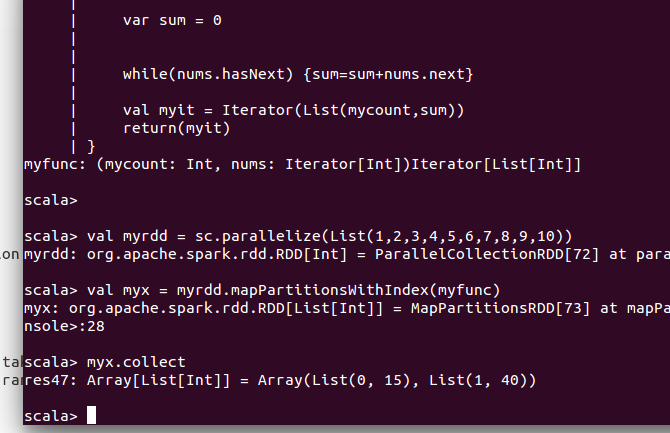 |
| var sum = 0
|
|
| while(nums.hasNext) {sum=sum+nums.next}
|
| val myit = Iterator(List(mycount,sum))
| return(myit)
| }
myfunc: (mycount: Int, nums: Iterator[Int])Iterator[List[Int]]
scala>
scala> val myrdd = sc.parallelize(List(1,2,3,4,5,6,7,8,9,10))
ion myrdd: org.apache.spark.rdd.RDD[Int] = ParallelCollectionRDD[72] at para
scala> val myx = myrdd.mapPartitionsWithIndex(myfunc)
myx: org.apache.spark.rdd.RDD[List[Int]] = MapPartitionsRDD[73] at mapPa
nsole>:28
tal scala> myx.collect
ran res47: Array[List[Int]] = Array(List(0, 15), List(1, 40))
scala>